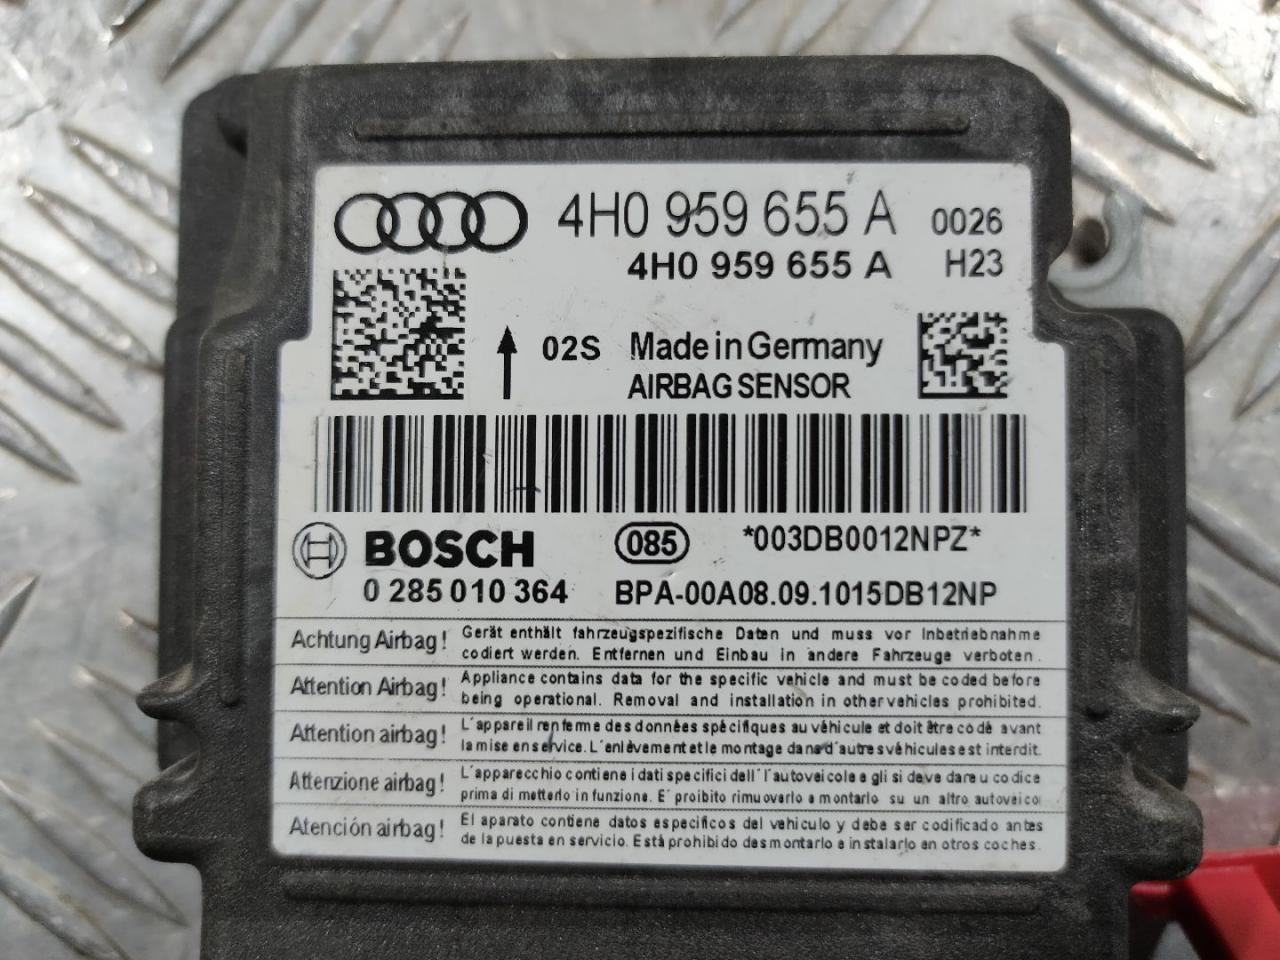 4H0 959 655 A 0026
4H0 959 655 A H23
02S Made in Germany
AIRBAG SENSOR
BOSCH 085 *003DB0012NPZ*
0 285 010 364 BPA-00A08.09.1015DB12NP
Achtung Airbag! Gerät enthält fahrzeugspezifische Daten und muss vor Inbetriebnahme
codiert werden. Entfernen und Einbau in andere Fahrzeuge verboten.
Attention Airbag! Appliance contains data for the specific vehicle and must be coded before
being operational. Removal and installation in other vehicles prohibited.
Attention airbag! L'appareil renferme des données spécifiques au véhicule et doit être codé avant
la mise en service. L'enlèvement et le montage dans d'autres véhicules est interdit.
Attenzione airbag! L'apparecchio contiene i dati specifici dell'l'autoveicolo e gli si deve dare u codice
prima di metterlo in funzione. E' proibito rimuoverlo e montarlo su un altro autoveicol
Atención airbag! El aparato contiene datos especificos del vehiculo y debe ser codificado antes
de la puesta en servicio. Está prohibido desmontarlo e instalarlo en otros coches.